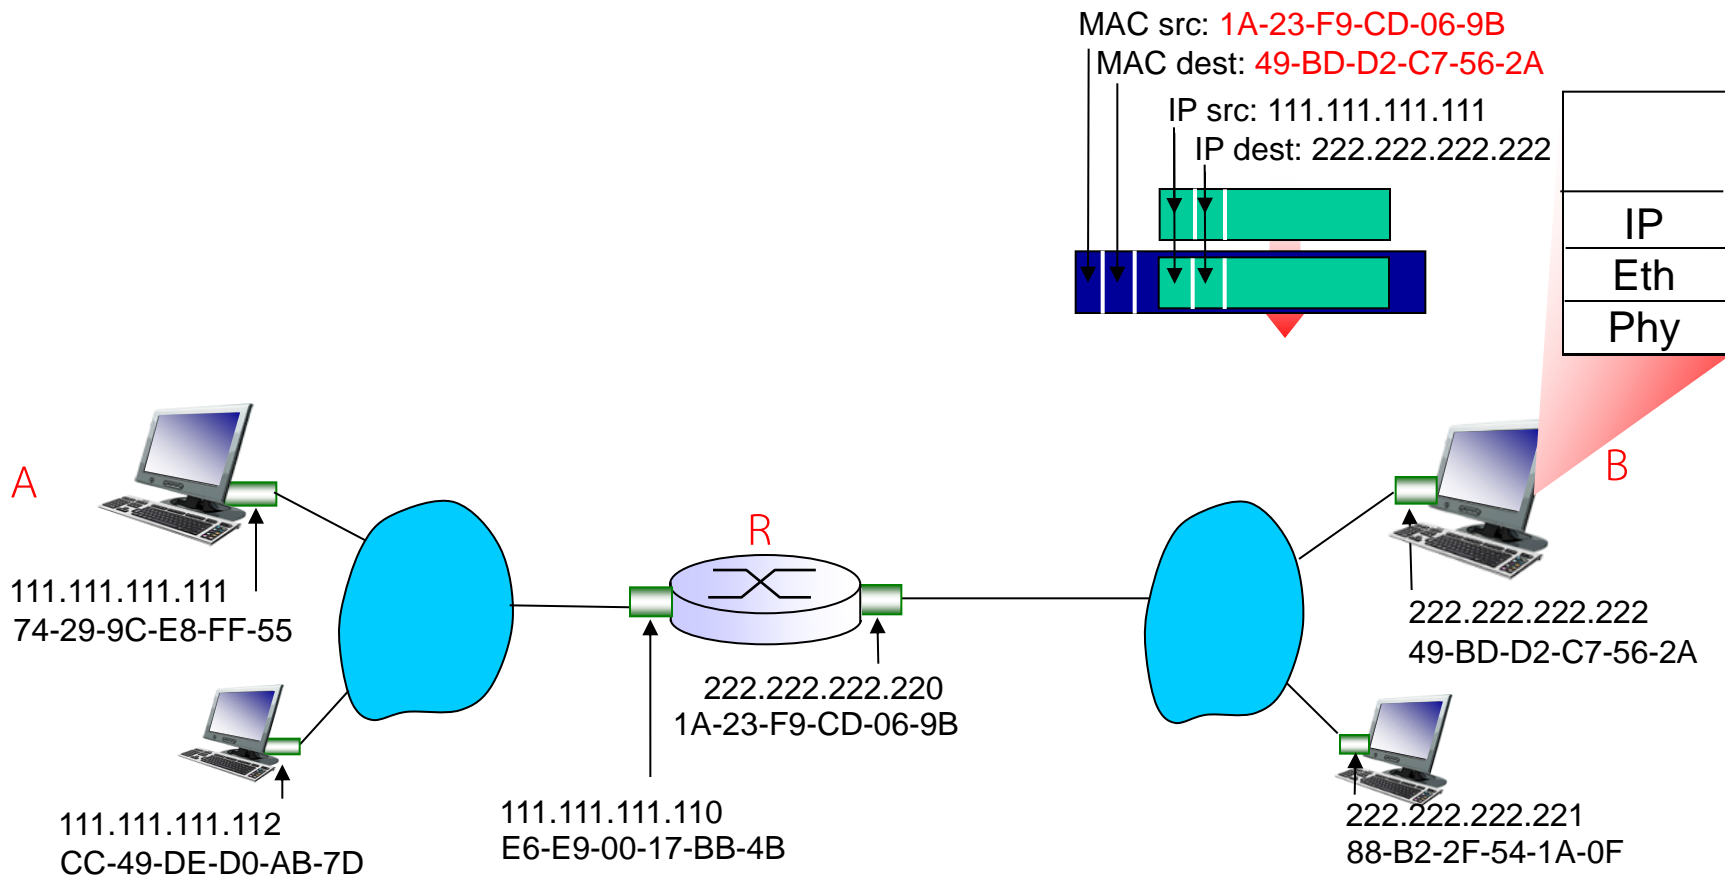 MAC src: 1A-23-F9-CD-06-9B
MAC dest: 49-BD-D2-C7-56-2A
IP src: 111.111.111.111
IP dest: 222.222.222.222
IP
Eth
Phy
A
B
R
111.111.111.111
74-29-9C-E8-FF-55
222.222.222.222
49-BD-D2-C7-56-2A
222.222.222.220
1A-23-F9-CD-06-9B
111.111.111.112
CC-49-DE-D0-AB-7D
111.111.111.110
E6-E9-00-17-BB-4B
222.222.222.221
88-B2-2F-54-1A-0F